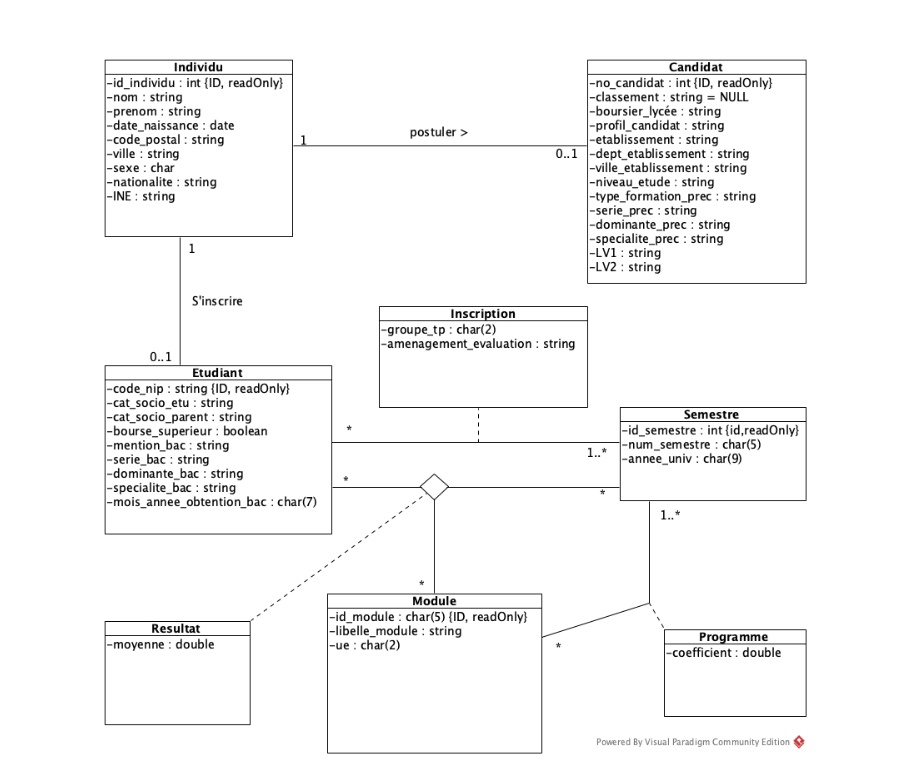 Individu
-id_individu : int {ID, readOnly}
-nom : string
-prenom : string
-date_naissance : date
-code_postal : string
-ville : string
-sexe : char
-nationalite : string
-INE : string
1
postuler >
0..1
Candidat
-no_candidat : int {ID, readOnly}
-classement : string = NULL
-boursier_lycée : string
-profil_candidat : string
-etablissement : string
-dept_etablissement : string
-ville_etablissement : string
-niveau_etude : string
-type_formation_prec : string
-serie_prec : string
-dominante_prec : string
-specialite_prec : string
-LV1 : string
-LV2 : string
1
S'inscrire
0..1
Inscription
-groupe_tp : char(2)
-amenagement_evaluation : string
Etudiant
-code_nip : string {ID, readOnly}
-cat_socio_etu : string
-cat_socio_parent : string
-bourse_superieur : boolean
-mention_bac : string
-serie_bac : string
-dominante_bac : string
-specialite_bac : string
-mois_annee_obtention_bac : char(7)
*
1..*
*
*
Semestre
-id_semestre : int {id,readOnly}
-num_semestre : char(5)
-annee_univ : char(9)
1..*
*
Module
-id_module : char(5) {ID, readOnly}
-libelle_module : string
-ue : char(2)
*
Resultat
-moyenne : double
Programme
-coefficient : double
Powered By Visual Paradigm Community Edition